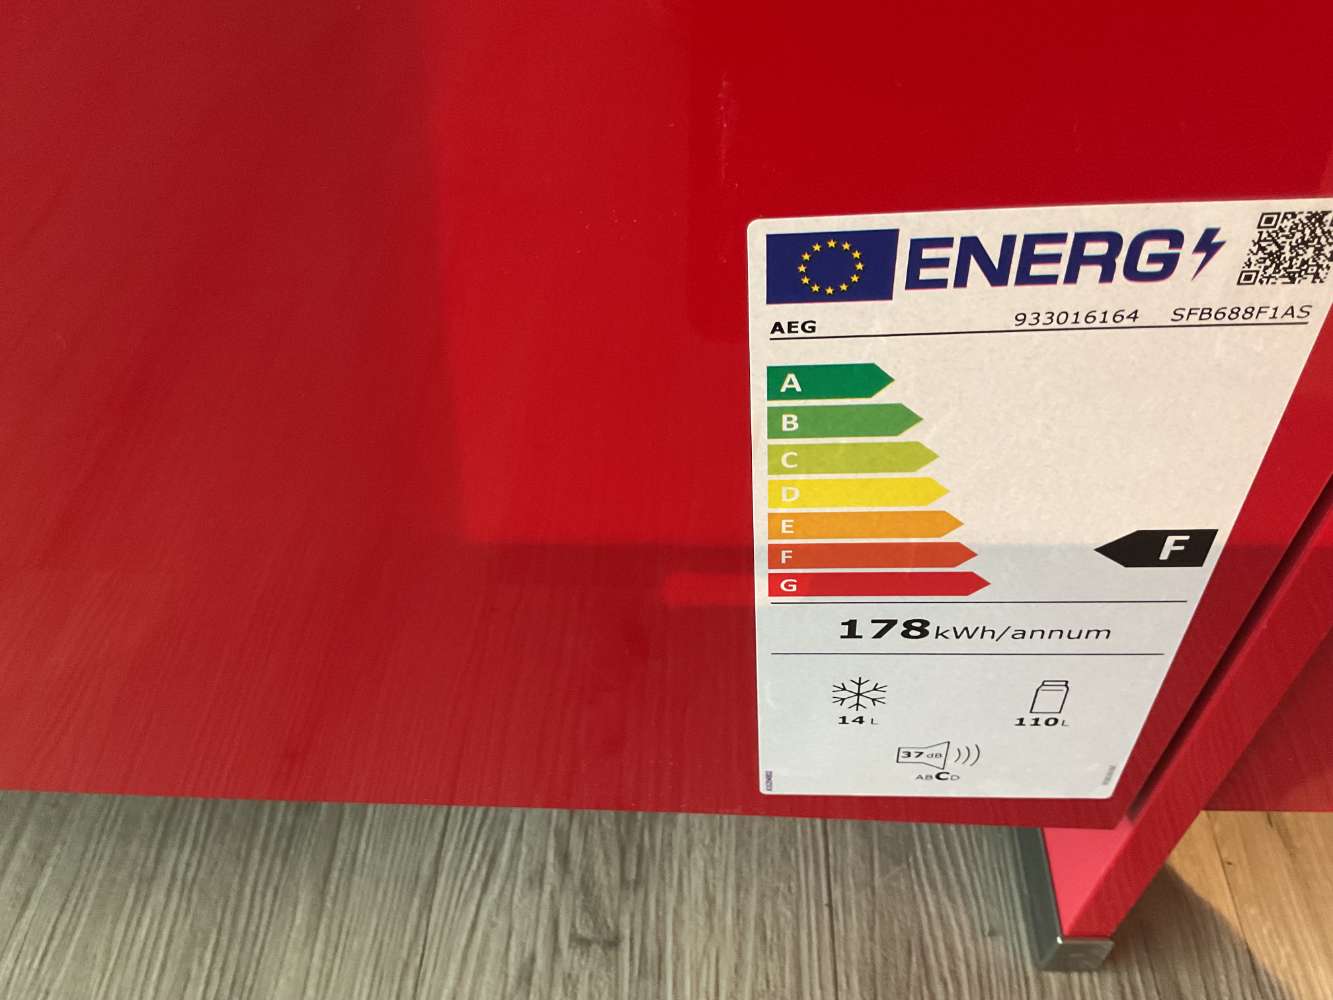 ENERG
AEG 933016164 SFB688F1AS
A
B
C
D
E
F
F
G
178 kWh/annum
14 L
110 L
37 dB
ABCD